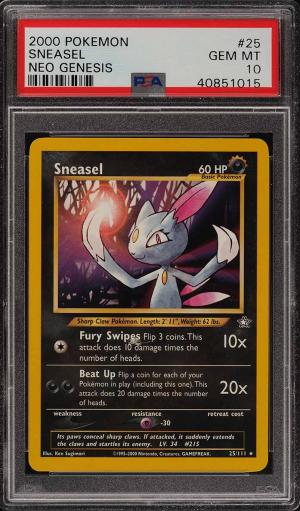 2000 POKEMON #25
SNEASEL GEM MT
NEO GENESIS 10
PSA 40851015
Sneasel 60 HP
Basic Pokémon
Sharp Claw Pokémon. Length: 2' 11", Weight: 62 lbs.
Fury Swipes Flip 3 coins. This
attack does 10 damage times the
number of heads.
10x
Beat Up Flip a coin for each of your
Pokémon in play (including this one). This
attack does 20 damage times the
number of heads.
20x
weakness resistance retreat cost
-30
Its paws conceal sharp claws. If attacked, it suddenly extends
the claws and startles its enemy. LV. 34 #215
Illus. Ken Sugimori ©1995-2000 Nintendo, Creatures, GAMEFREAK. 25/111